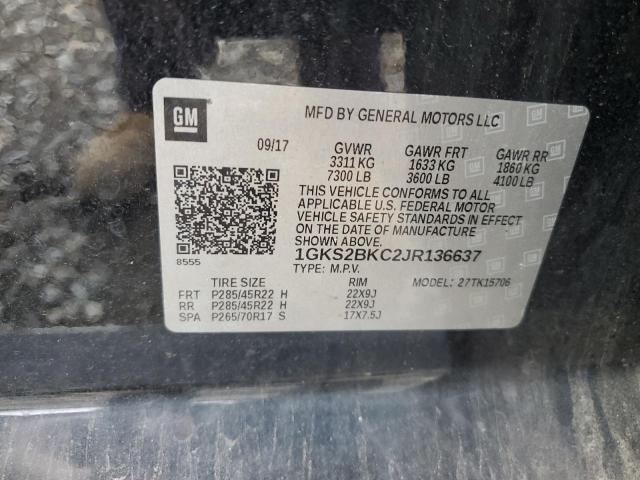 GM
MFD BY GENERAL MOTORS LLC
09/17 GVWR GAWR FRT GAWR RR
3311 KG 1633 KG 1860 KG
7300 LB 3600 LB 4100 LB
THIS VEHICLE CONFORMS TO ALL
APPLICABLE U.S. FEDERAL MOTOR
VEHICLE SAFETY STANDARDS IN EFFECT
ON THE DATE OF MANUFACTURE
SHOWN ABOVE.
8555
1GKS2BKC2JR136637
TYPE: M.P.V. MODEL: 27TK15706
TIRE SIZE RIM
FRT P285/45R22 H 22X9J
RR P285/45R22 H 22X9J
SPA P265/70R17 S 17X7.5J